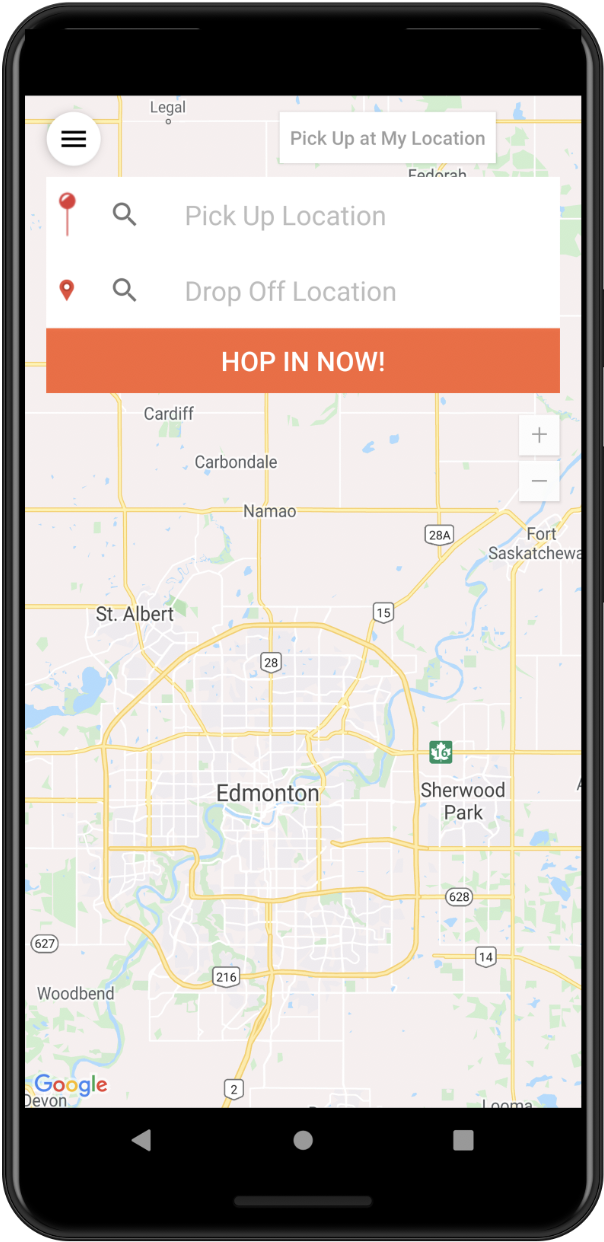 Legal
Pick Up at My Location
Fedorah
Pick Up Location
Drop Off Location
HOP IN NOW!
Cardiff
+
Carbondale
−
Namao
28A
Fort
Saskatchewa
St. Albert
15
28
16
Edmonton
Sherwood
Park
628
627
14
216
Woodbend
Google
2
Devon
Looma